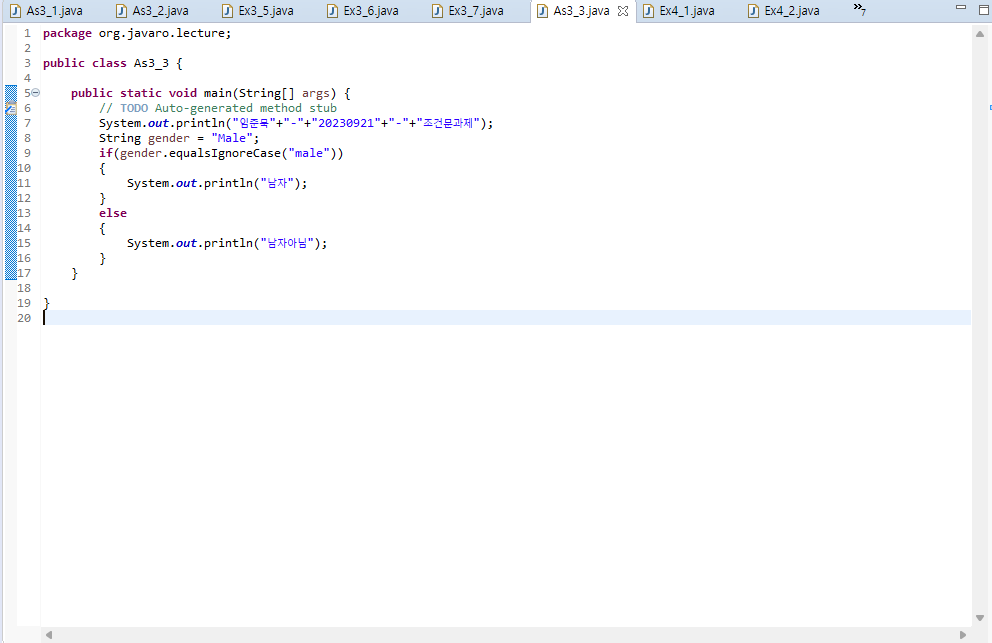 As3_1.java As3_2.java Ex3_5.java Ex3_6.java Ex3_7.java As3_3.java Ex4_1.java Ex4_2.java »7
1 package org.javaro.lecture;
2
3 public class As3_3 {
4
5 public static void main(String[] args) {
6 // TODO Auto-generated method stub
7 System.out.println("임준묵"+"-"+"20230921"+"-"+"조건문과제");
8 String gender = "Male";
9 if(gender.equalsIgnoreCase("male"))
10 {
11 System.out.println("남자");
12 }
13 else
14 {
15 System.out.println("남자아님");
16 }
17 }
18
19 }
20